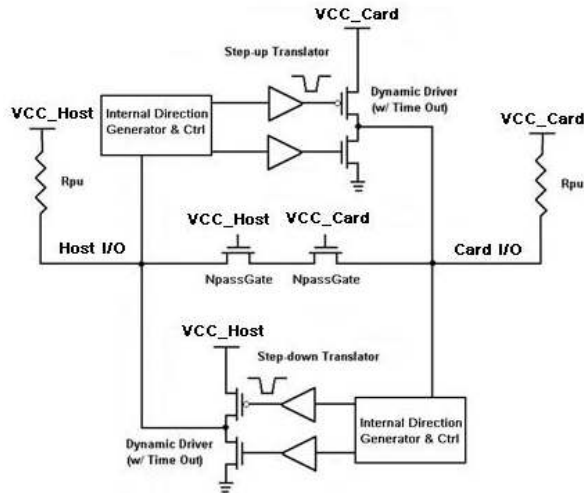 VCC_Card
Step-up Translator
Dynamic Driver
(w/ Time Out)
VCC_Host
Internal Direction
Generator & Ctrl
VCC_Card
Rpu
Rpu
VCC_Host
VCC_Card
Host I/O
Card I/O
NpassGate
NpassGate
VCC_Host
Step-down Translator
Internal Direction
Generator & Ctrl
Dynamic Driver
(w/ Time Out)